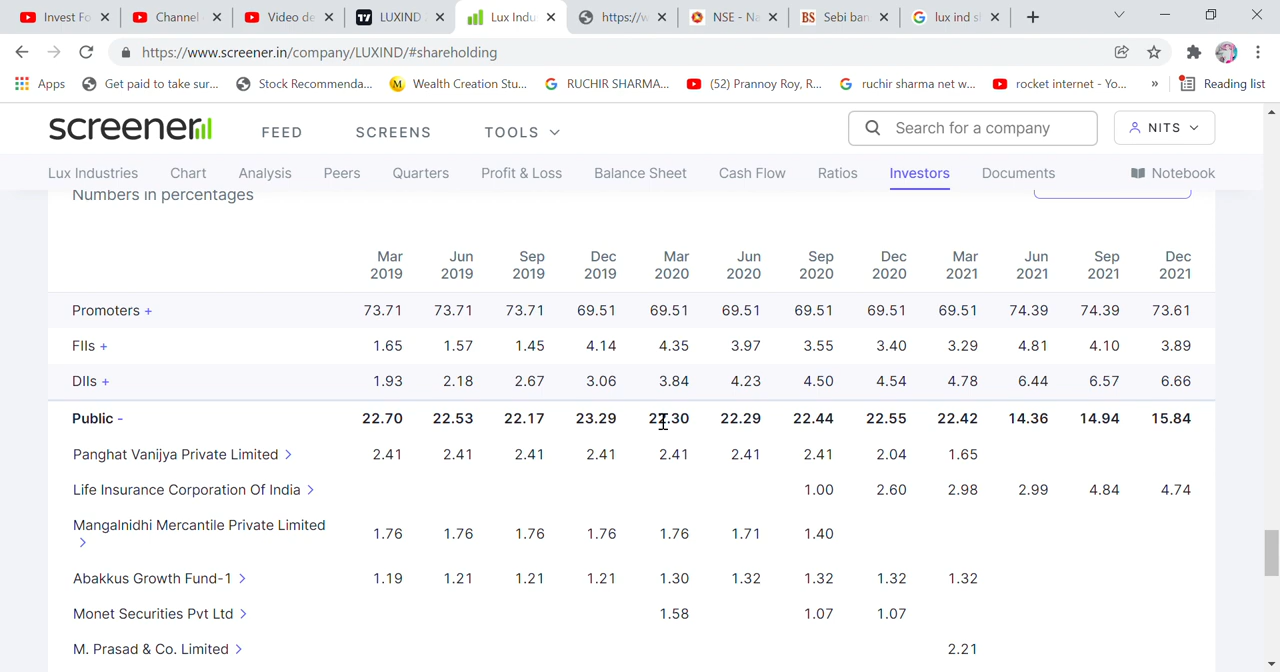 Invest Fo
Channel
Video de
LUXIND
Lux Indu
https://w
NSE - Na
Sebi ban
lux ind s
https://www.screener.in/company/LUXIND/#shareholding
Apps
Get paid to take sur...
Stock Recommenda...
Wealth Creation Stu...
RUCHIR SHARMA...
(52) Prannoy Roy, R...
ruchir sharma net w...
rocket internet - Yo...
»
Reading list
screener
FEED
SCREENS
TOOLS
Search for a company
NITS
Lux Industries
Chart
Analysis
Peers
Quarters
Profit & Loss
Balance Sheet
Cash Flow
Ratios
Investors
Documents
Notebook
Numbers in percentages
Mar 2019 Jun 2019 Sep 2019 Dec 2019 Mar 2020 Jun 2020 Sep 2020 Dec 2020 Mar 2021 Jun 2021 Sep 2021 Dec 2021
Promoters + 73.71 73.71 73.71 69.51 69.51 69.51 69.51 69.51 69.51 74.39 74.39 73.61
FIIs + 1.65 1.57 1.45 4.14 4.35 3.97 3.55 3.40 3.29 4.81 4.10 3.89
DIIs + 1.93 2.18 2.67 3.06 3.84 4.23 4.50 4.54 4.78 6.44 6.57 6.66
Public - 22.70 22.53 22.17 23.29 22.30 22.29 22.44 22.55 22.42 14.36 14.94 15.84
Panghat Vanijya Private Limited 2.41 2.41 2.41 2.41 2.41 2.41 2.41 2.04 1.65
Life Insurance Corporation Of India 1.00 2.60 2.98 2.99 4.84 4.74
Mangalnidhi Mercantile Private Limited 1.76 1.76 1.76 1.76 1.76 1.71 1.40
Abakkus Growth Fund-1 1.19 1.21 1.21 1.21 1.30 1.32 1.32 1.32 1.32
Monet Securities Pvt Ltd 1.58 1.07 1.07
M. Prasad & Co. Limited 2.21